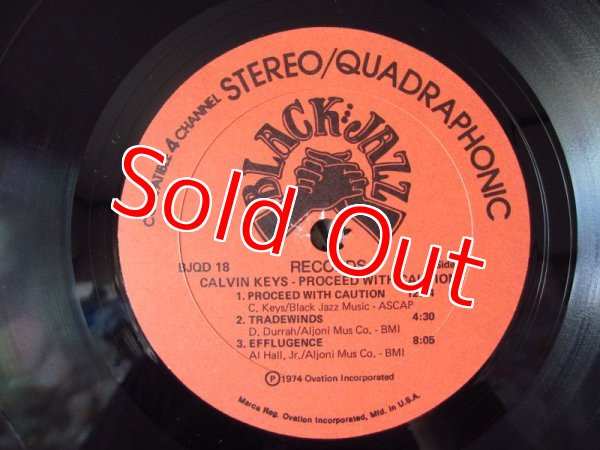 4 CHANNEL STEREO/QUADRAPHONIC
BLACK JAZZ
Sold Out
BJQD 18
RECORDS
Side
CALVIN KEYS - PROCEED WITH CAUTION
1. PROCEED WITH CAUTION
C. Keys/Black Jazz Music - ASCAP
2. TRADEWINDS 4:30
D. Durrah/Aljoni Mus Co. - BMI
3. EFFLUGENCE 8:05
Al Hall, Jr./Aljoni Mus Co. - BMI
Ⓟ 1974 Ovation Incorporated
Marca Reg. Ovation Incorporated, Mfd. in U.S.A.